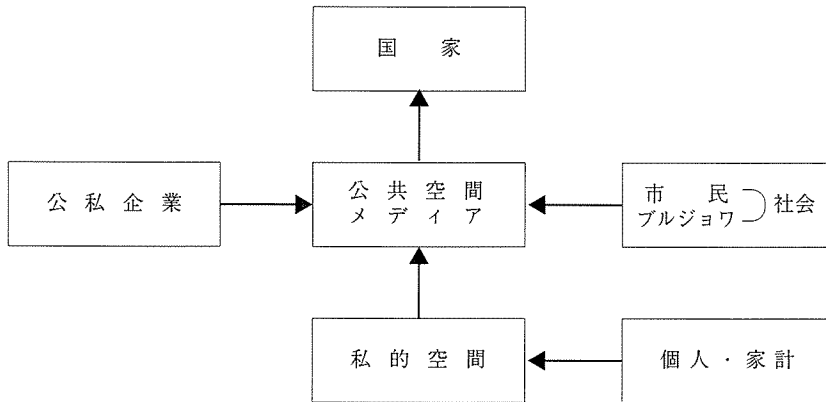 国家
公私企業
公共空間
メディア
市民
ブルジョワ
社会
私的空間
個人・家計